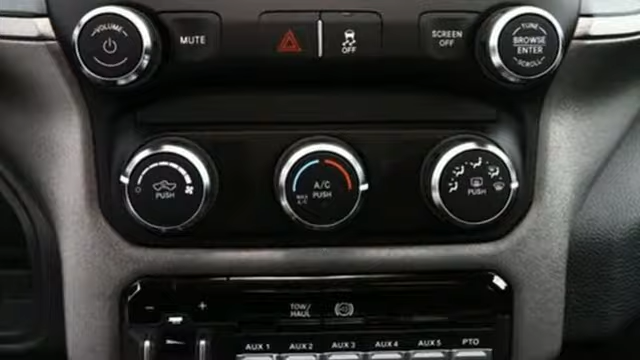 VOLUME
MUTE
OFF
SCREEN
OFF
TUNE
BROWSE
ENTER
SCROLL
PUSH
A/C
PUSH
MAX
A/C
PUSH
- +
TOW/
HAUL
AUX 1 AUX 2 AUX 3 AUX 4 AUX 5 PTO